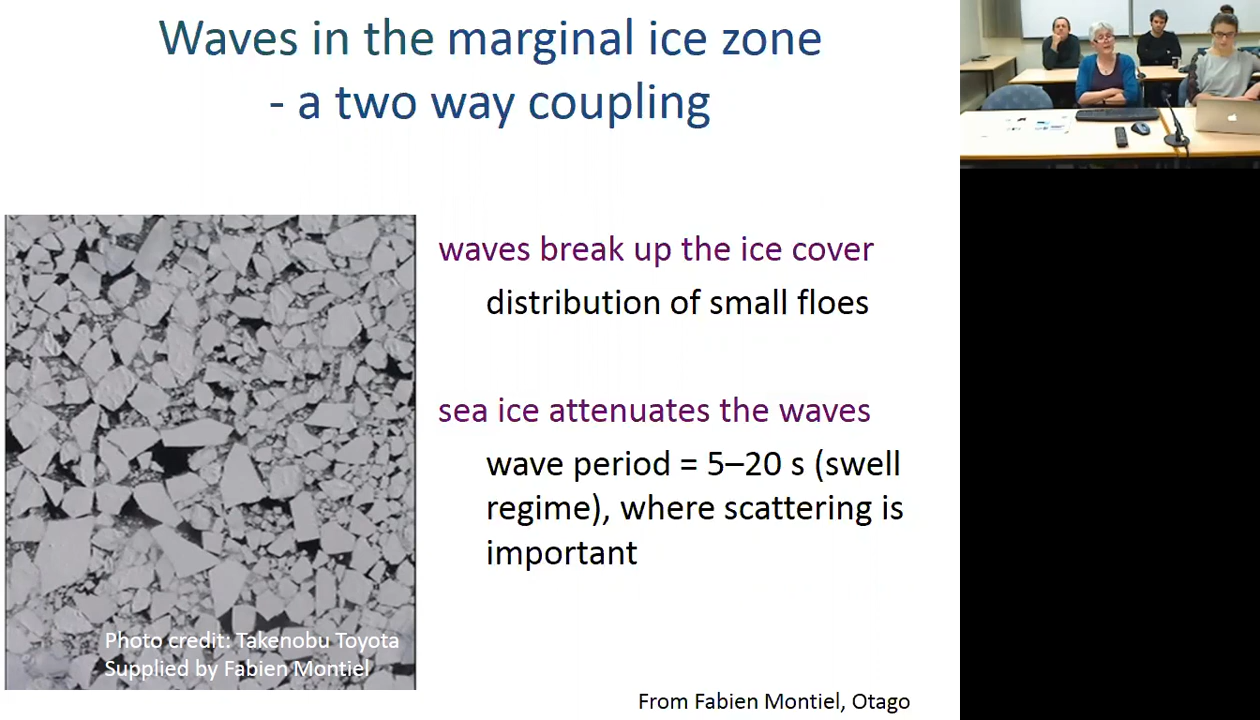 Waves in the marginal ice zone
- a two way coupling
waves break up the ice cover
distribution of small floes
sea ice attenuates the waves
wave period = 5–20 s (swell
regime), where scattering is
important
Photo credit: Takenobu Toyota
Supplied by Fabien Montiel
From Fabien Montiel, Otago